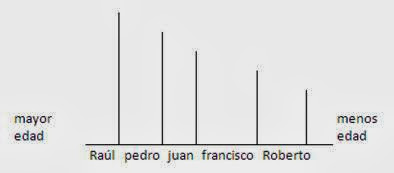 mayor
edad
menos
edad
Raúl pedro juan francisco Roberto